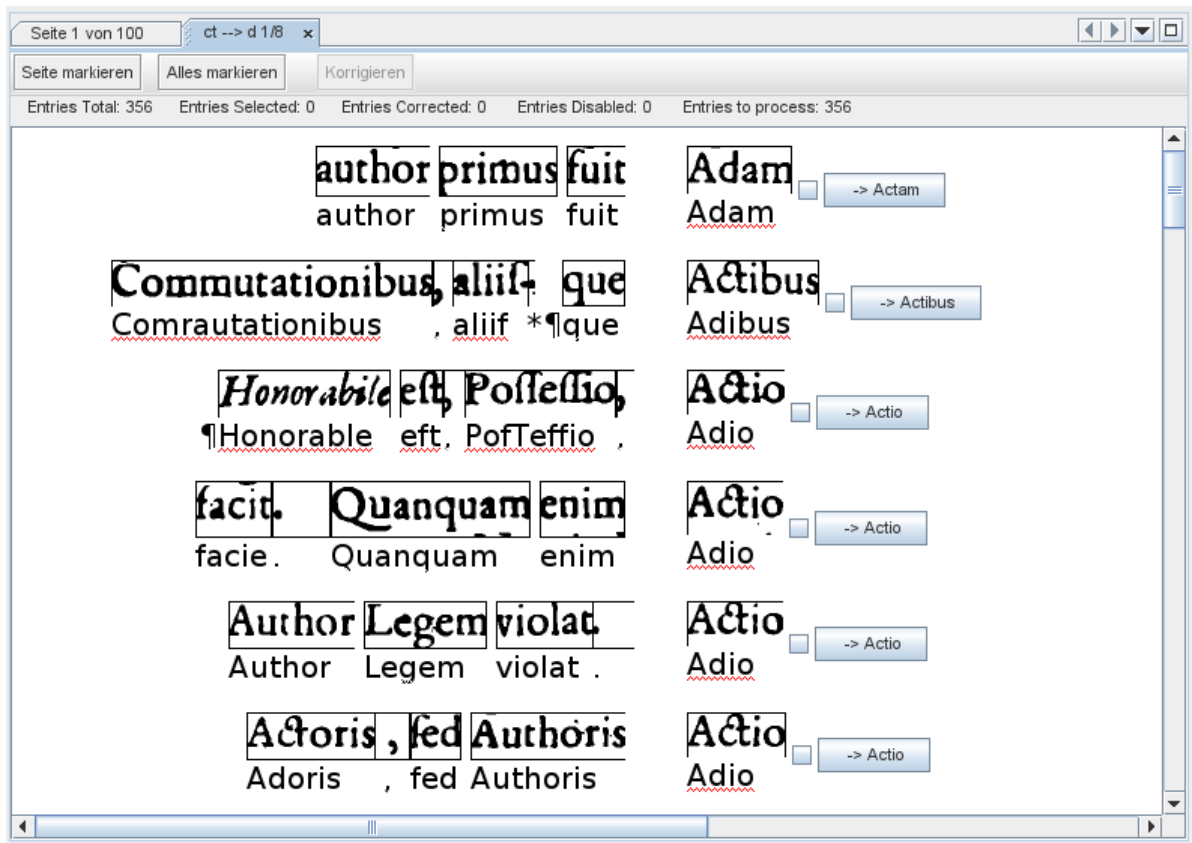 Seite 1 von 100 ct --> d 1/8 x
Seite markieren Alles markieren Korrigieren
Entries Total: 356 Entries Selected: 0 Entries Corrected: 0 Entries Disabled: 0 Entries to process: 356
author primus fuit Adam
-> Actam
author primus fuit Adam
Commutationibus, aliiſ- que Actibus
-> Actibus
Comrautationibus , aliif *¶que Adibus
Honorabile eſt, Poſſeſſio, Actio
-> Actio
¶Honorable eft, PofTeffio , Adio
facit. Quanquam enim Actio
-> Actio
facie. Quanquam enim Adio
Author Legem violat. Actio
-> Actio
Author Legem violat . Adio
Actoris , ſed Authoris Actio
-> Actio
Adoris , fed Authoris Adio